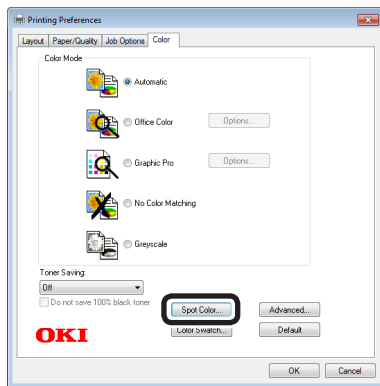 Printing Preferences
Layout Paper/Quality Job Options Color
Color Mode
Automatic
Office Color Options...
Graphic Pro Options...
No Color Matching
Greyscale
Toner Saving:
Off
Do not save 100% black toner
Spot Color... Advanced...
OKI Color Swatch... Default
OK Cancel